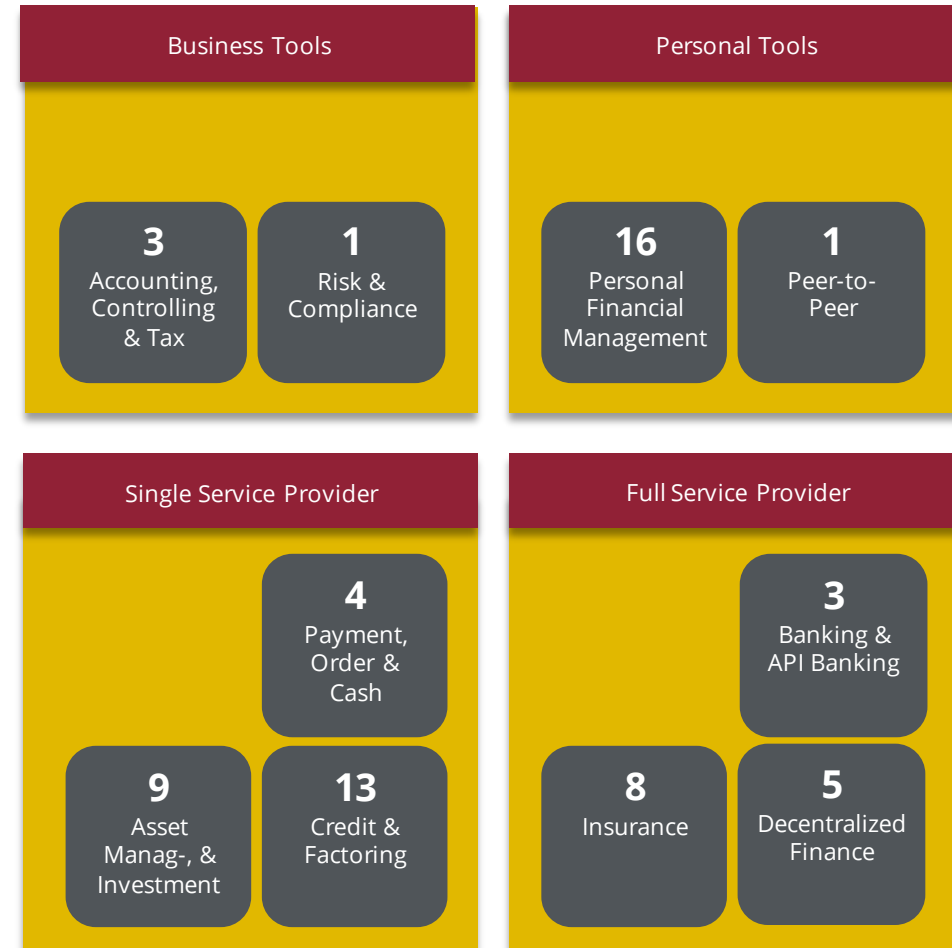 Business Tools
3
Accounting,
Controlling
& Tax
1
Risk &
Compliance
Personal Tools
16
Personal
Financial
Management
1
Peer-to-
Peer
Single Service Provider
4
Payment,
Order &
Cash
9
Asset
Manag-, &
Investment
13
Credit &
Factoring
Full Service Provider
3
Banking &
API Banking
8
Insurance
5
Decentralized
Finance